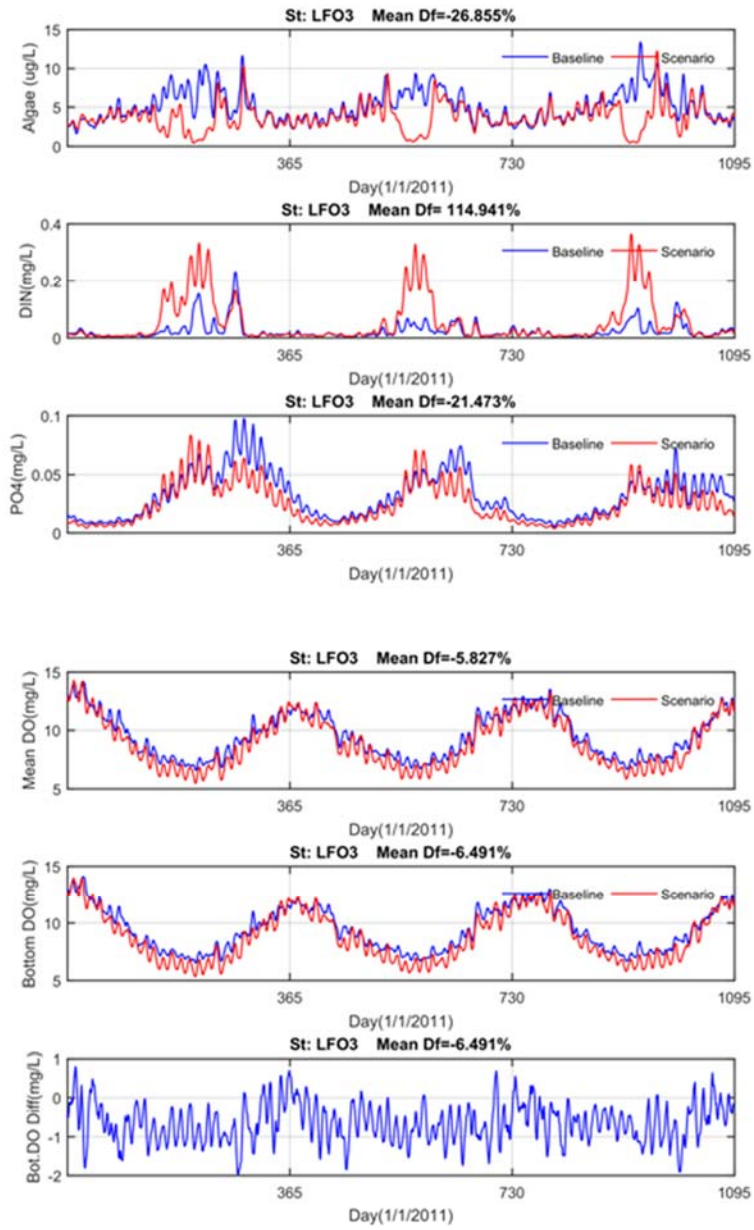 St: LFO3 Mean Df=-26.855%
15
10
5
0
Algae (ug/L)
Baseline Scenario
365 730 1095
Day(1/1/2011)
St: LFO3 Mean Df= 114.941%
0.4
0.2
0
DIN(mg/L)
Baseline Scenario
365 730 1095
Day(1/1/2011)
St: LFO3 Mean Df=-21.473%
0.1
0.05
0
PO4(mg/L)
Baseline Scenario
365 730 1095
Day(1/1/2011)
St: LFO3 Mean Df=-5.827%
15
10
5
Mean DO(mg/L)
Baseline Scenario
365 730 1095
Day(1/1/2011)
St: LFO3 Mean Df=-6.491%
15
10
5
Bottom DO(mg/L)
Baseline Scenario
365 730 1095
Day(1/1/2011)
St: LFO3 Mean Df=-6.491%
1
0
-1
-2
Bot.DO Diff(mg/L)
365 730 1095
Day(1/1/2011)